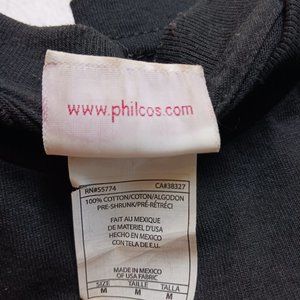 www.philcos.com
RN#55774 CA#38327
100% COTTON/COTON/ALGODON
PRE-SHRUNK/PRÉ-RÉTRÉCI
FAIT AU MEXIQUE
DE MATERIEL D'USA
HECHO EN MEXICO
CON TELA DE E.U.
MADE IN MEXICO
OF USA FABRIC
SIZE TAILLE TALLA
M M M